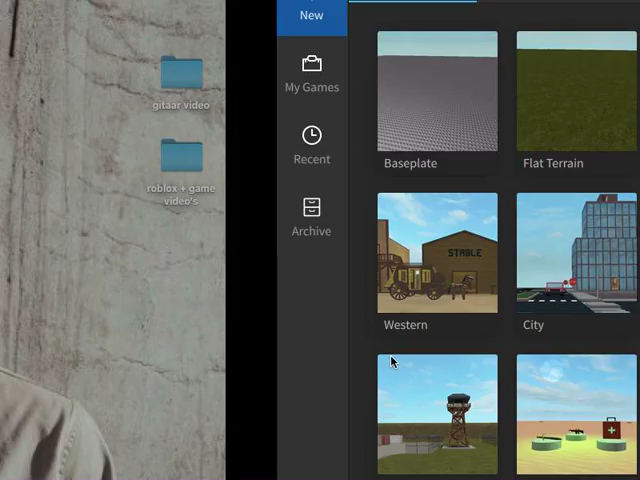 New
My Games
Recent
Archive
gitaar video
roblox + game
video's
Baseplate
Flat Terrain
STABLE
Western
City